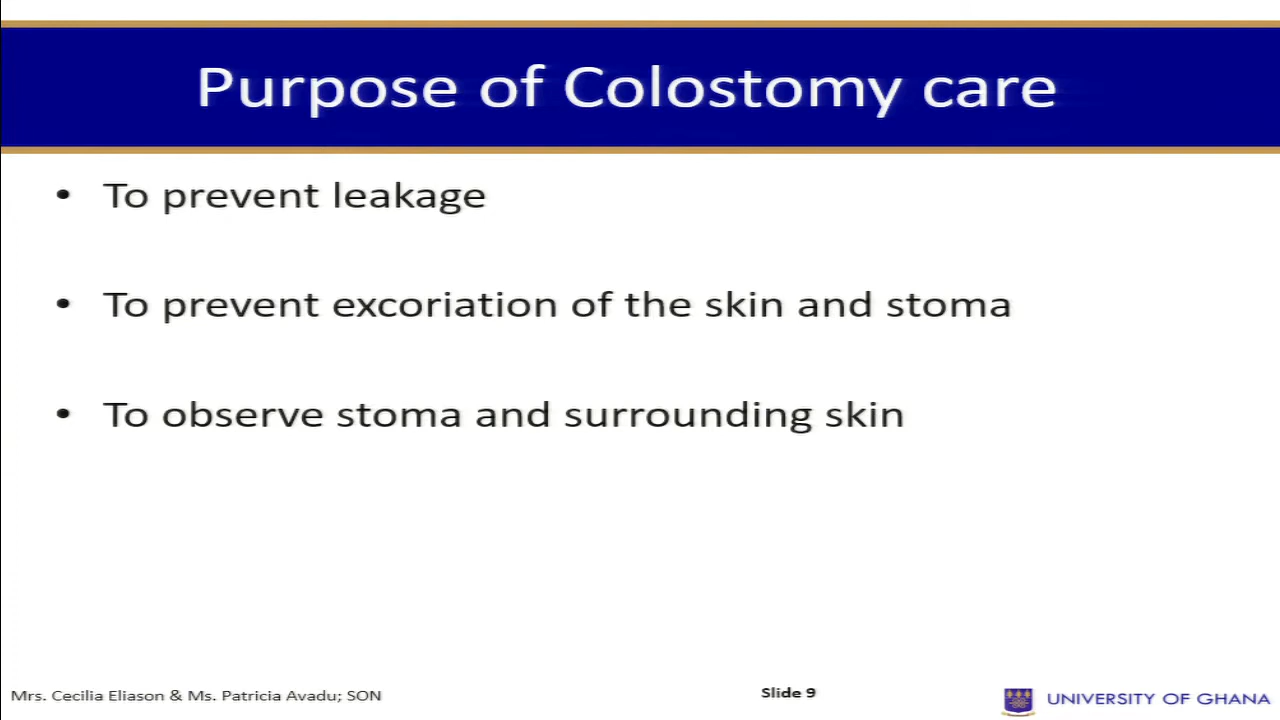 Purpose of Colostomy care
• To prevent leakage
• To prevent excoriation of the skin and stoma
• To observe stoma and surrounding skin
Mrs. Cecilia Eliason & Ms. Patricia Avadu; SON
Slide 9
UNIVERSITY OF GHANA